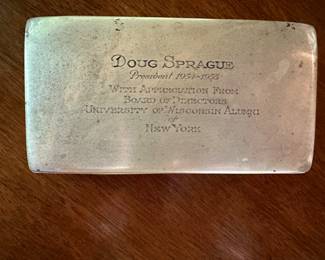 DOUG SPRAGUE
President 1954-1955
WITH APPRECIATION FROM
BOARD OF DIRECTORS
UNIVERSITY OF WISCONSIN ALUMNI
OF
NEW YORK